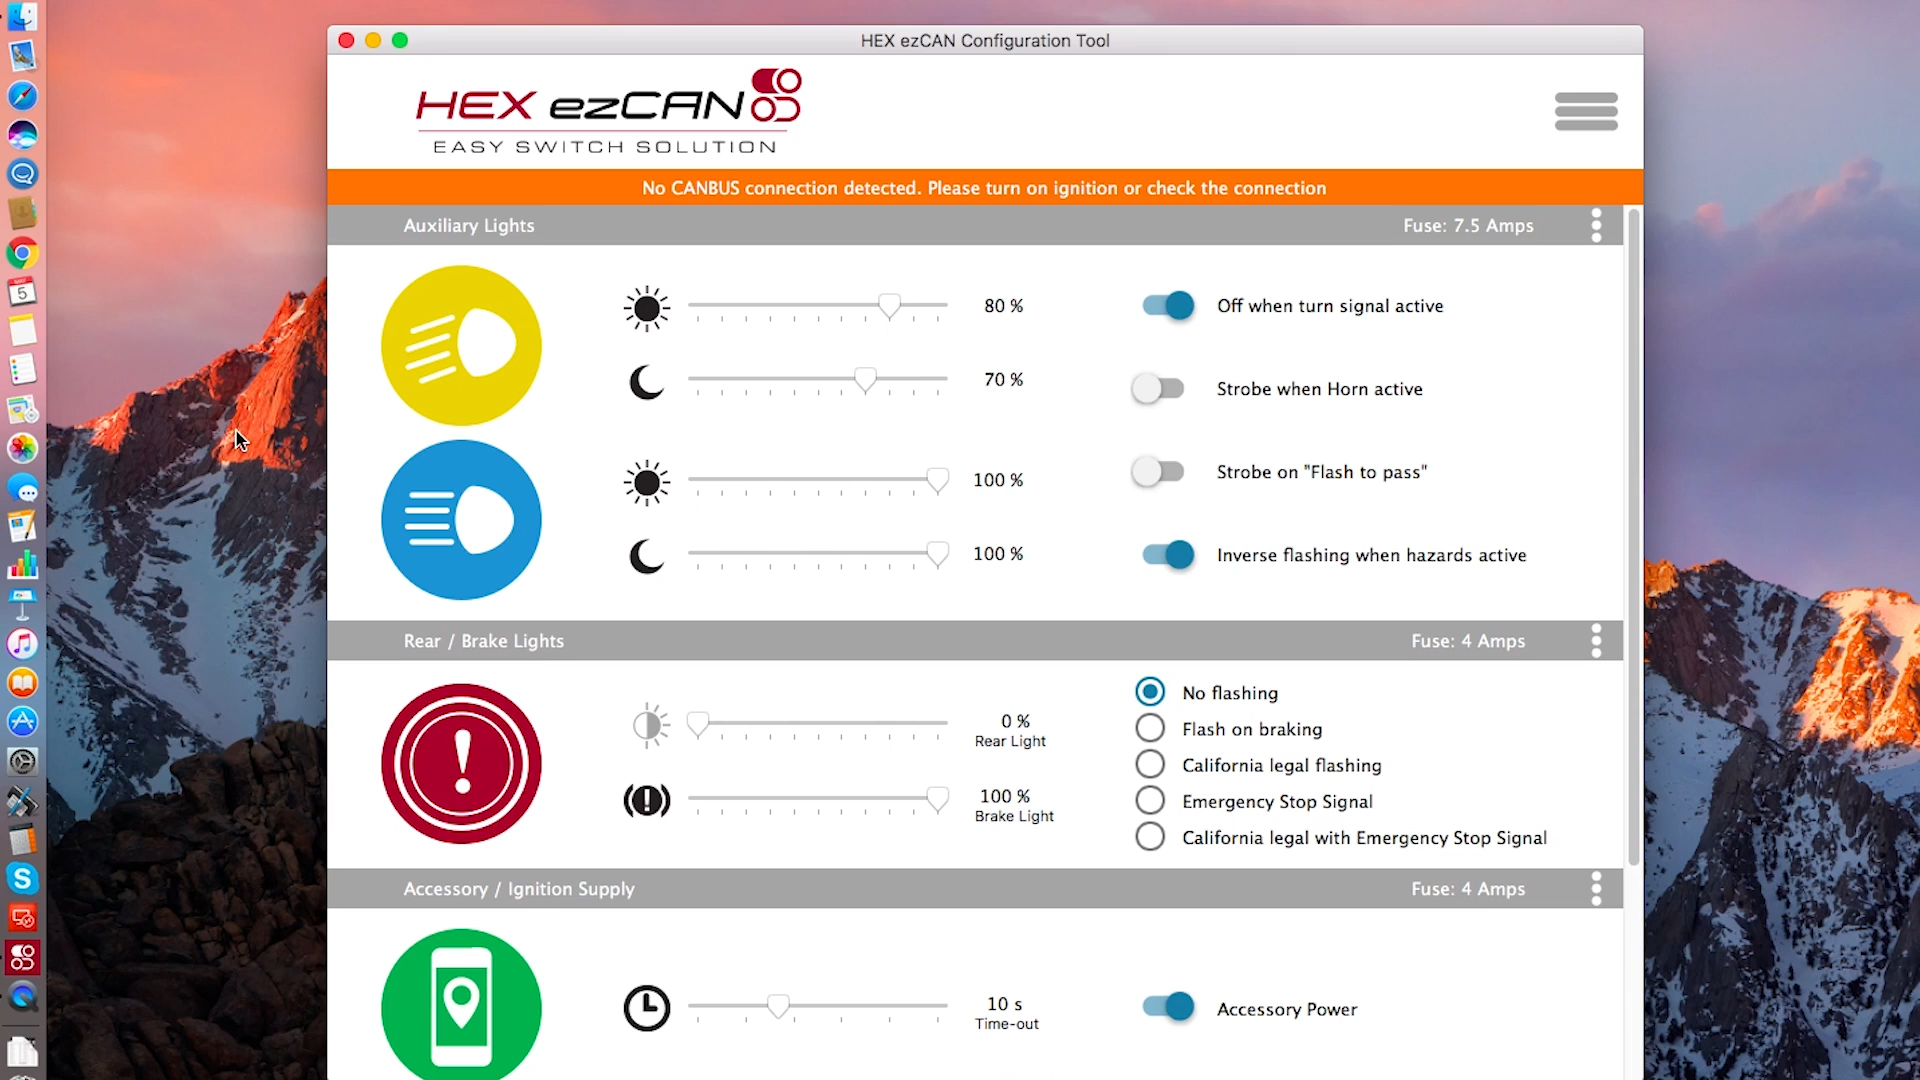 HEX ezCAN Configuration Tool
HEX ezCAN
EASY SWITCH SOLUTION
No CANBUS connection detected. Please turn on ignition or check the connection
Auxiliary Lights Fuse: 7.5 Amps
80 % Off when turn signal active
70 % Strobe when Horn active
100 % Strobe on "Flash to pass"
100 % Inverse flashing when hazards active
Rear / Brake Lights Fuse: 4 Amps
0 %
Rear Light
100 %
Brake Light
No flashing
Flash on braking
California legal flashing
Emergency Stop Signal
California legal with Emergency Stop Signal
Accessory / Ignition Supply Fuse: 4 Amps
10 s
Time-out
Accessory Power
5